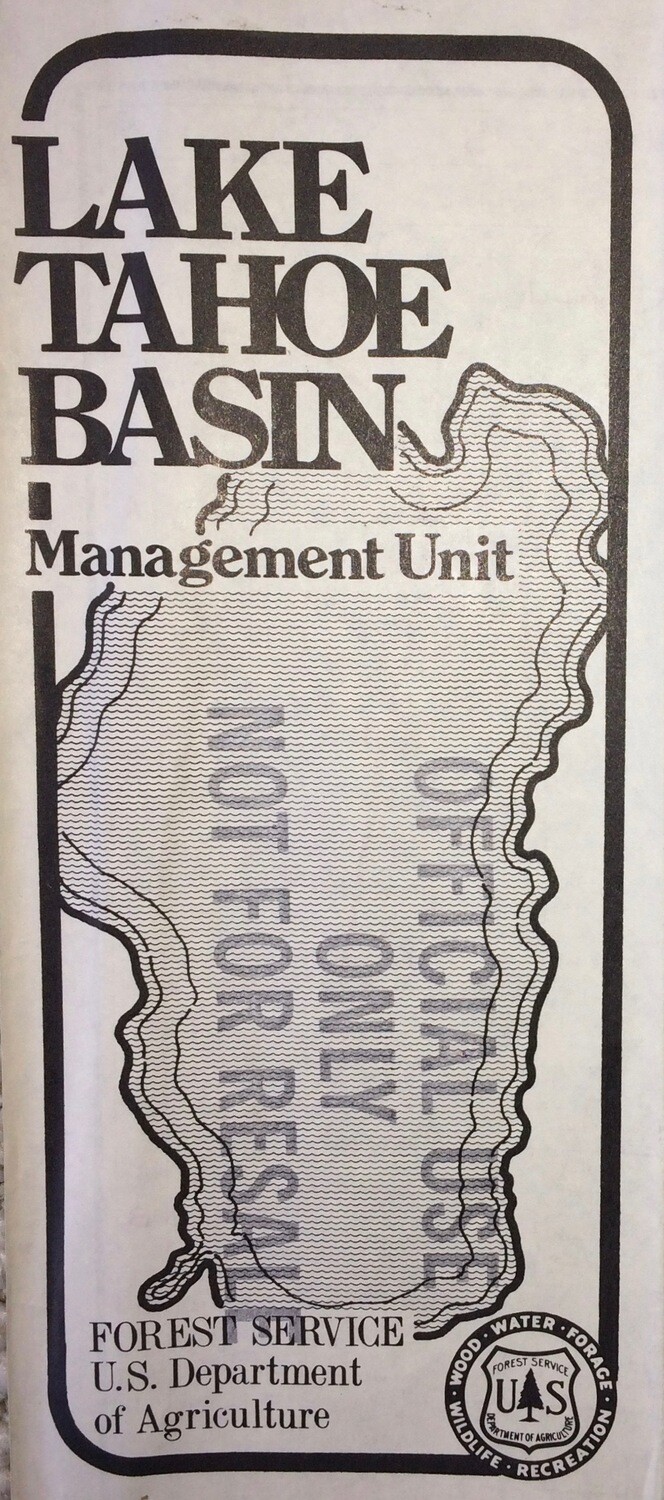 LAKE
TAHOE
BASIN
Management Unit
OFFICIAL USE
ONLY
NOT FOR RESALE
FOREST SERVICE
U.S. Department
of Agriculture
WOOD · WATER · FORAGE · WILDLIFE · RECREATION
FOREST SERVICE
U S
DEPARTMENT OF AGRICULTURE